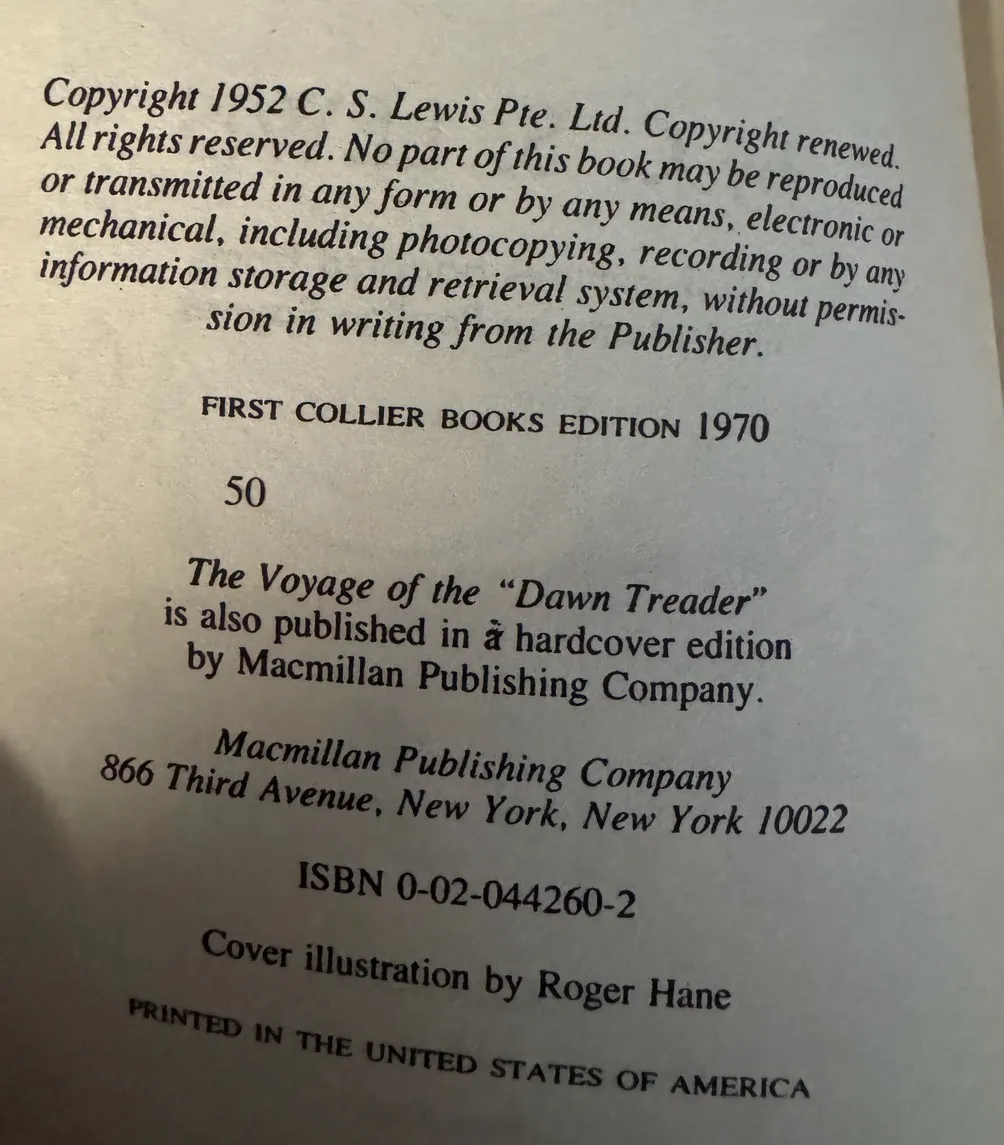 Copyright 1952 C. S. Lewis Pte. Ltd. Copyright renewed.
All rights reserved. No part of this book may be reproduced
or transmitted in any form or by any means, electronic or
mechanical, including photocopying, recording or by any
information storage and retrieval system, without permis-
sion in writing from the Publisher.
FIRST COLLIER BOOKS EDITION 1970
50
The Voyage of the “Dawn Treader”
is also published in a hardcover edition
by Macmillan Publishing Company.
Macmillan Publishing Company
866 Third Avenue, New York, New York 10022
ISBN 0-02-044260-2
Cover illustration by Roger Hane
PRINTED IN THE UNITED STATES OF AMERICA